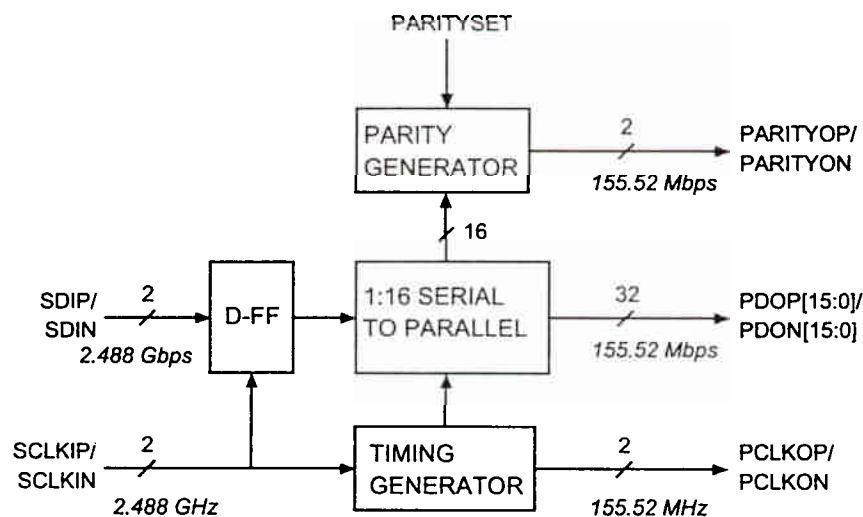 PARITYSET
PARITY
GENERATOR
2
155.52 Mbps
PARITYOP/
PARITYON
16
SDIP/
SDIN
2
2.488 Gbps
D-FF
1:16 SERIAL
TO PARALLEL
32
155.52 Mbps
PDOP[15:0]/
PDON[15:0]
SCLKIP/
SCLKIN
2
2.488 GHz
TIMING
GENERATOR
2
155.52 MHz
PCLKOP/
PCLKON